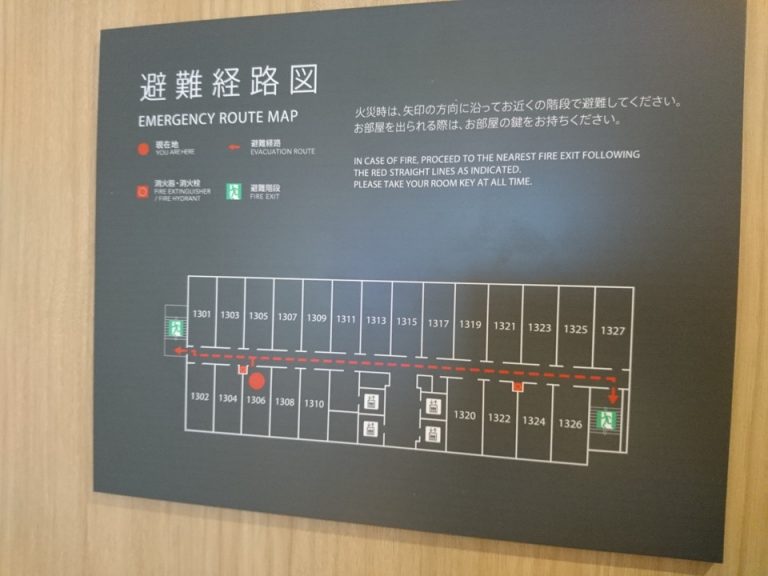 避難経路図
EMERGENCY ROUTE MAP
現在地
YOU ARE HERE
避難経路
EVACUATION ROUTE
消火器・消火栓
FIRE EXTINGUISHER
/ FIRE HYDRANT
避難階段
FIRE EXIT
火災時は、矢印の方向に沿ってお近くの階段で避難してください。
お部屋を出られる際は、お部屋の鍵をお持ちください。
IN CASE OF FIRE, PROCEED TO THE NEAREST FIRE EXIT FOLLOWING
THE RED STRAIGHT LINES AS INDICATED.
PLEASE TAKE YOUR ROOM KEY AT ALL TIME.
1301 1303 1305 1307 1309 1311 1313 1315 1317 1319 1321 1323 1325 1327
1302 1304 1306 1308 1310 1320 1322 1324 1326